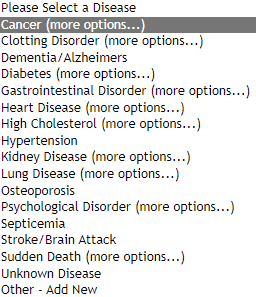 Please Select a Disease
Cancer (more options...)
Clotting Disorder (more options...)
Dementia/Alzheimers
Diabetes (more options...)
Gastrointestinal Disorder (more options...)
Heart Disease (more options...)
High Cholesterol (more options...)
Hypertension
Kidney Disease (more options...)
Lung Disease (more options...)
Osteoporosis
Psychological Disorder (more options...)
Septicemia
Stroke/Brain Attack
Sudden Death (more options...)
Unknown Disease
Other - Add New